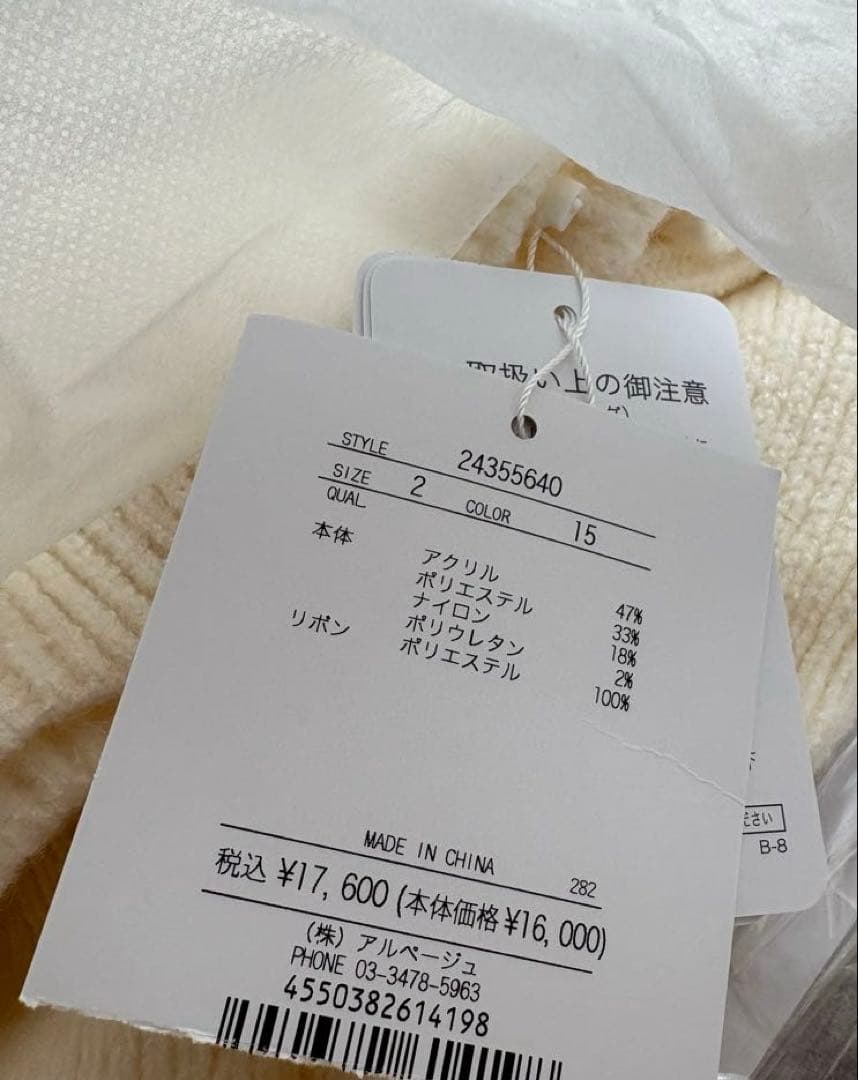 取扱い上の御注意
STYLE 24355640
SIZE 2 COLOR 15
QUAL
本体 アクリル 47%
ポリエステル 33%
ナイロン 18%
ポリウレタン 2%
リボン ポリエステル 100%
ださい
B-8
MADE IN CHINA 282
税込 ¥17,600 (本体価格¥16,000)
(株) アルページュ
PHONE 03-3478-5963
4550382614198